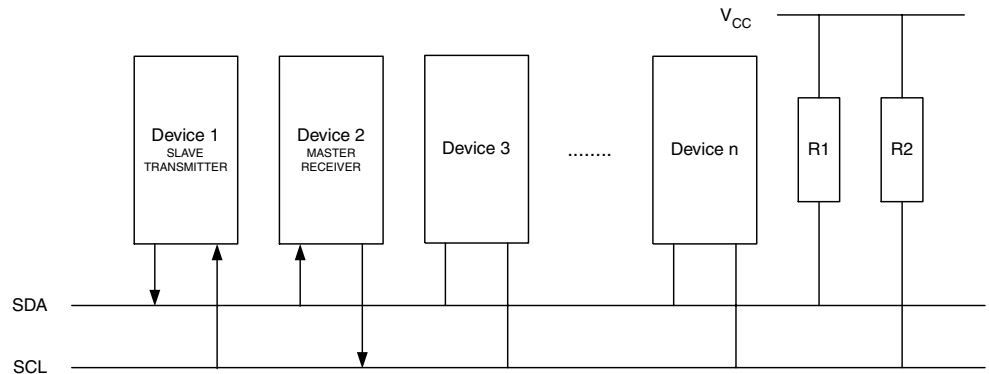 VCC
Device 1
SLAVE
TRANSMITTER
Device 2
MASTER
RECEIVER
Device 3
........
Device n
R1
R2
SDA
SCL